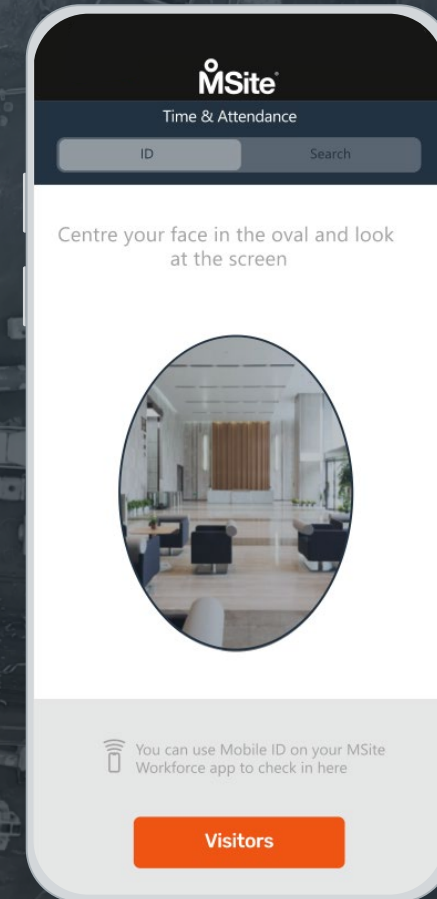 MSite
Time & Attendance
ID
Search
Centre your face in the oval and look
at the screen
You can use Mobile ID on your MSite
Workforce app to check in here
Visitors